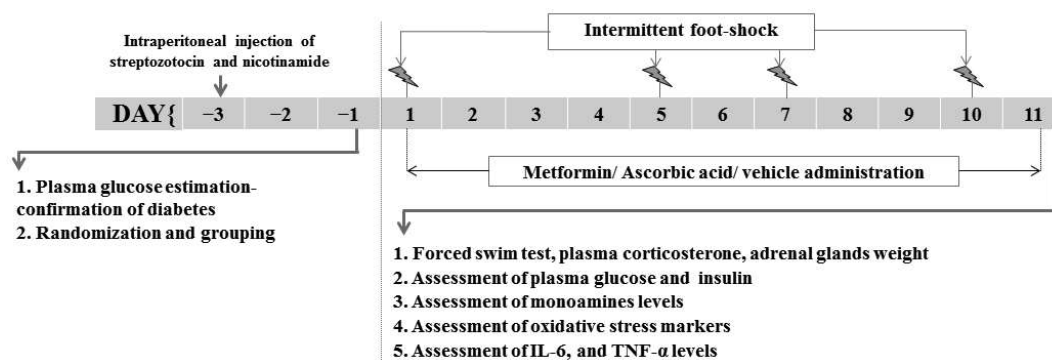 Intraperitoneal injection of
streptozotocin and nicotinamide
Intermittent foot-shock
DAY{ −3 −2 −1 1 2 3 4 5 6 7 8 9 10 11
Metformin/ Ascorbic acid/ vehicle administration
1. Plasma glucose estimation-
confirmation of diabetes
2. Randomization and grouping
1. Forced swim test, plasma corticosterone, adrenal glands weight
2. Assessment of plasma glucose and insulin
3. Assessment of monoamines levels
4. Assessment of oxidative stress markers
5. Assessment of IL-6, and TNF-α levels